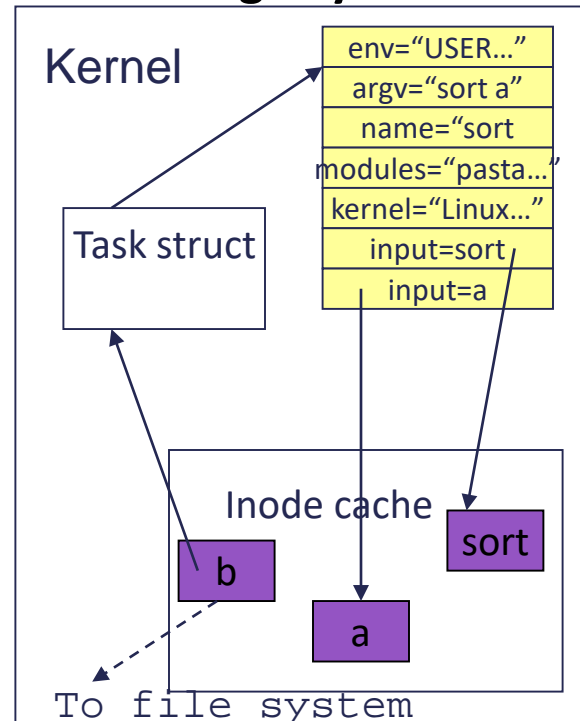 Kernel
env=“USER...”
argv=“sort a”
name=“sort
modules=“pasta...”
kernel=“Linux...”
input=sort
input=a
Task struct
Inode cache
sort
b
a
To file system